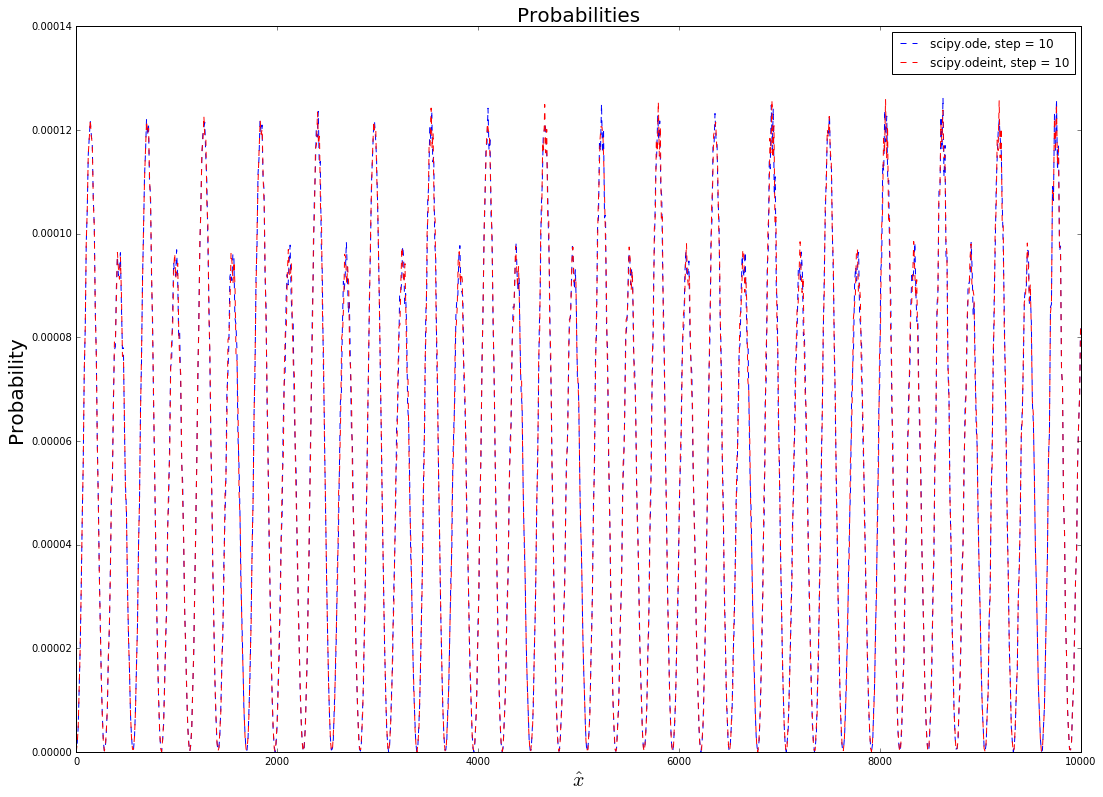 Probabilities
scipy.ode, step = 10
scipy.odeint, step = 10
Probability
0.00014
0.00012
0.00010
0.00008
0.00006
0.00004
0.00002
0.00000
0 2000 4000 6000 8000 10000
x̂